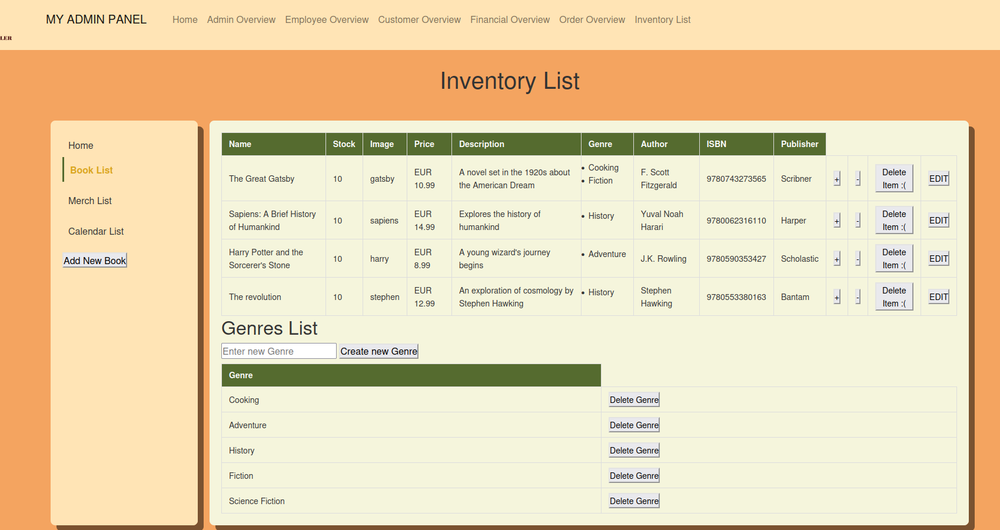 MY ADMIN PANEL Home Admin Overview Employee Overview Customer Overview Financial Overview Order Overview Inventory List
LER
Inventory List
Home
Book List
Merch List
Calendar List
Add New Book
Name Stock Image Price Description Genre Author ISBN Publisher
The Great Gatsby 10 gatsby EUR 10.99 A novel set in the 1920s about the American Dream • Cooking • Fiction F. Scott Fitzgerald 9780743273565 Scribner + - Delete Item :( EDIT
Sapiens: A Brief History of Humankind 10 sapiens EUR 14.99 Explores the history of humankind • History Yuval Noah Harari 9780062316110 Harper + - Delete Item :( EDIT
Harry Potter and the Sorcerer's Stone 10 harry EUR 8.99 A young wizard's journey begins • Adventure J.K. Rowling 9780590353427 Scholastic + - Delete Item :( EDIT
The revolution 10 stephen EUR 12.99 An exploration of cosmology by Stephen Hawking • History Stephen Hawking 9780553380163 Bantam + - Delete Item :( EDIT
Genres List
Enter new Genre Create new Genre
Genre
Cooking Delete Genre
Adventure Delete Genre
History Delete Genre
Fiction Delete Genre
Science Fiction Delete Genre